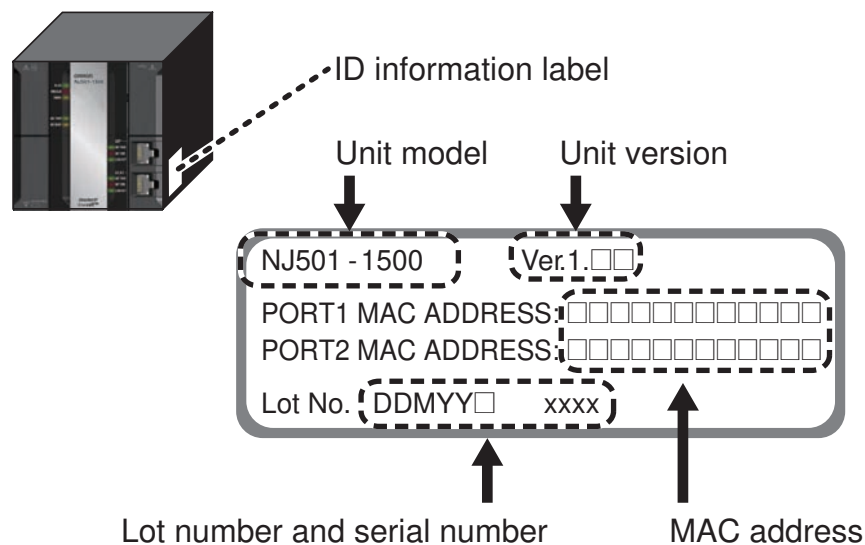 ID information label
Unit model
Unit version
NJ501 - 1500
Ver.1.□□
PORT1 MAC ADDRESS:□□□□□□□□□□□□
PORT2 MAC ADDRESS:□□□□□□□□□□□□
Lot No. DDMYY□ xxxx
Lot number and serial number
MAC address